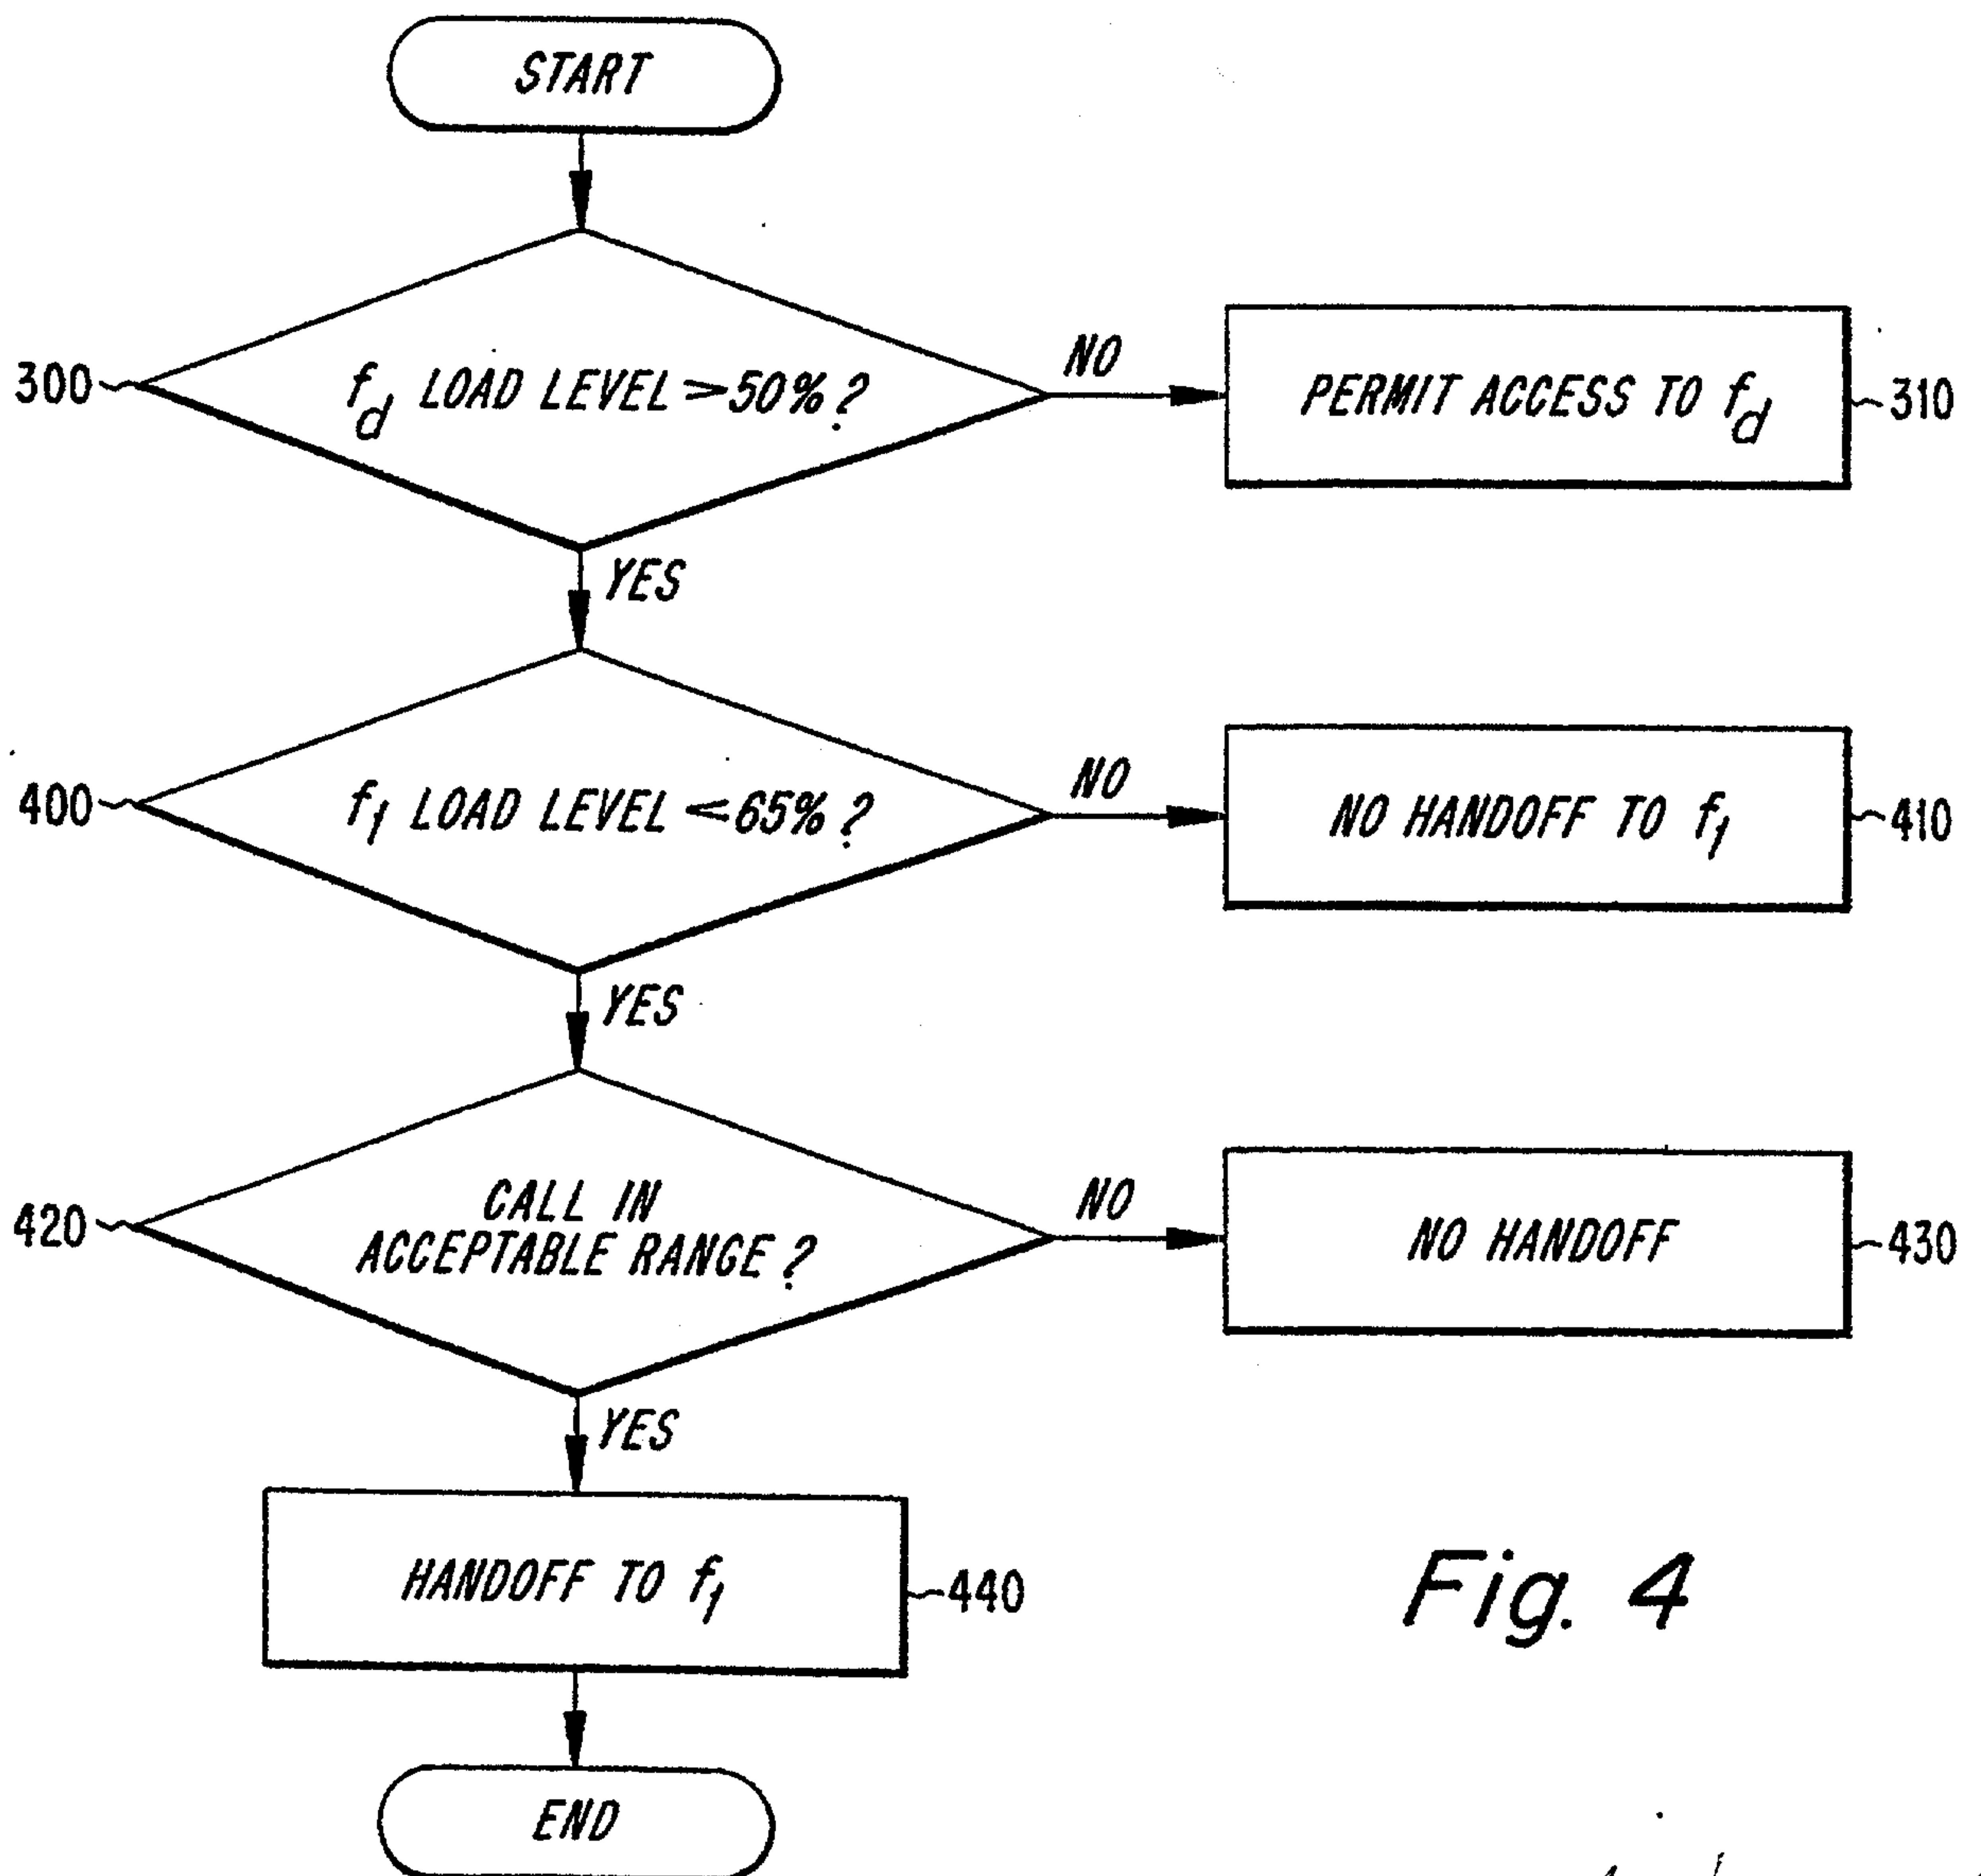 START
300
f_d LOAD LEVEL ≥50%?
NO
PERMIT ACCESS TO f_d
310
YES
400
f_1 LOAD LEVEL ≤65%?
NO
NO HANDOFF TO f_1
410
YES
420
CALL IN
ACCEPTABLE RANGE?
NO
NO HANDOFF
430
YES
HANDOFF TO f_1
440
Fig. 4
END